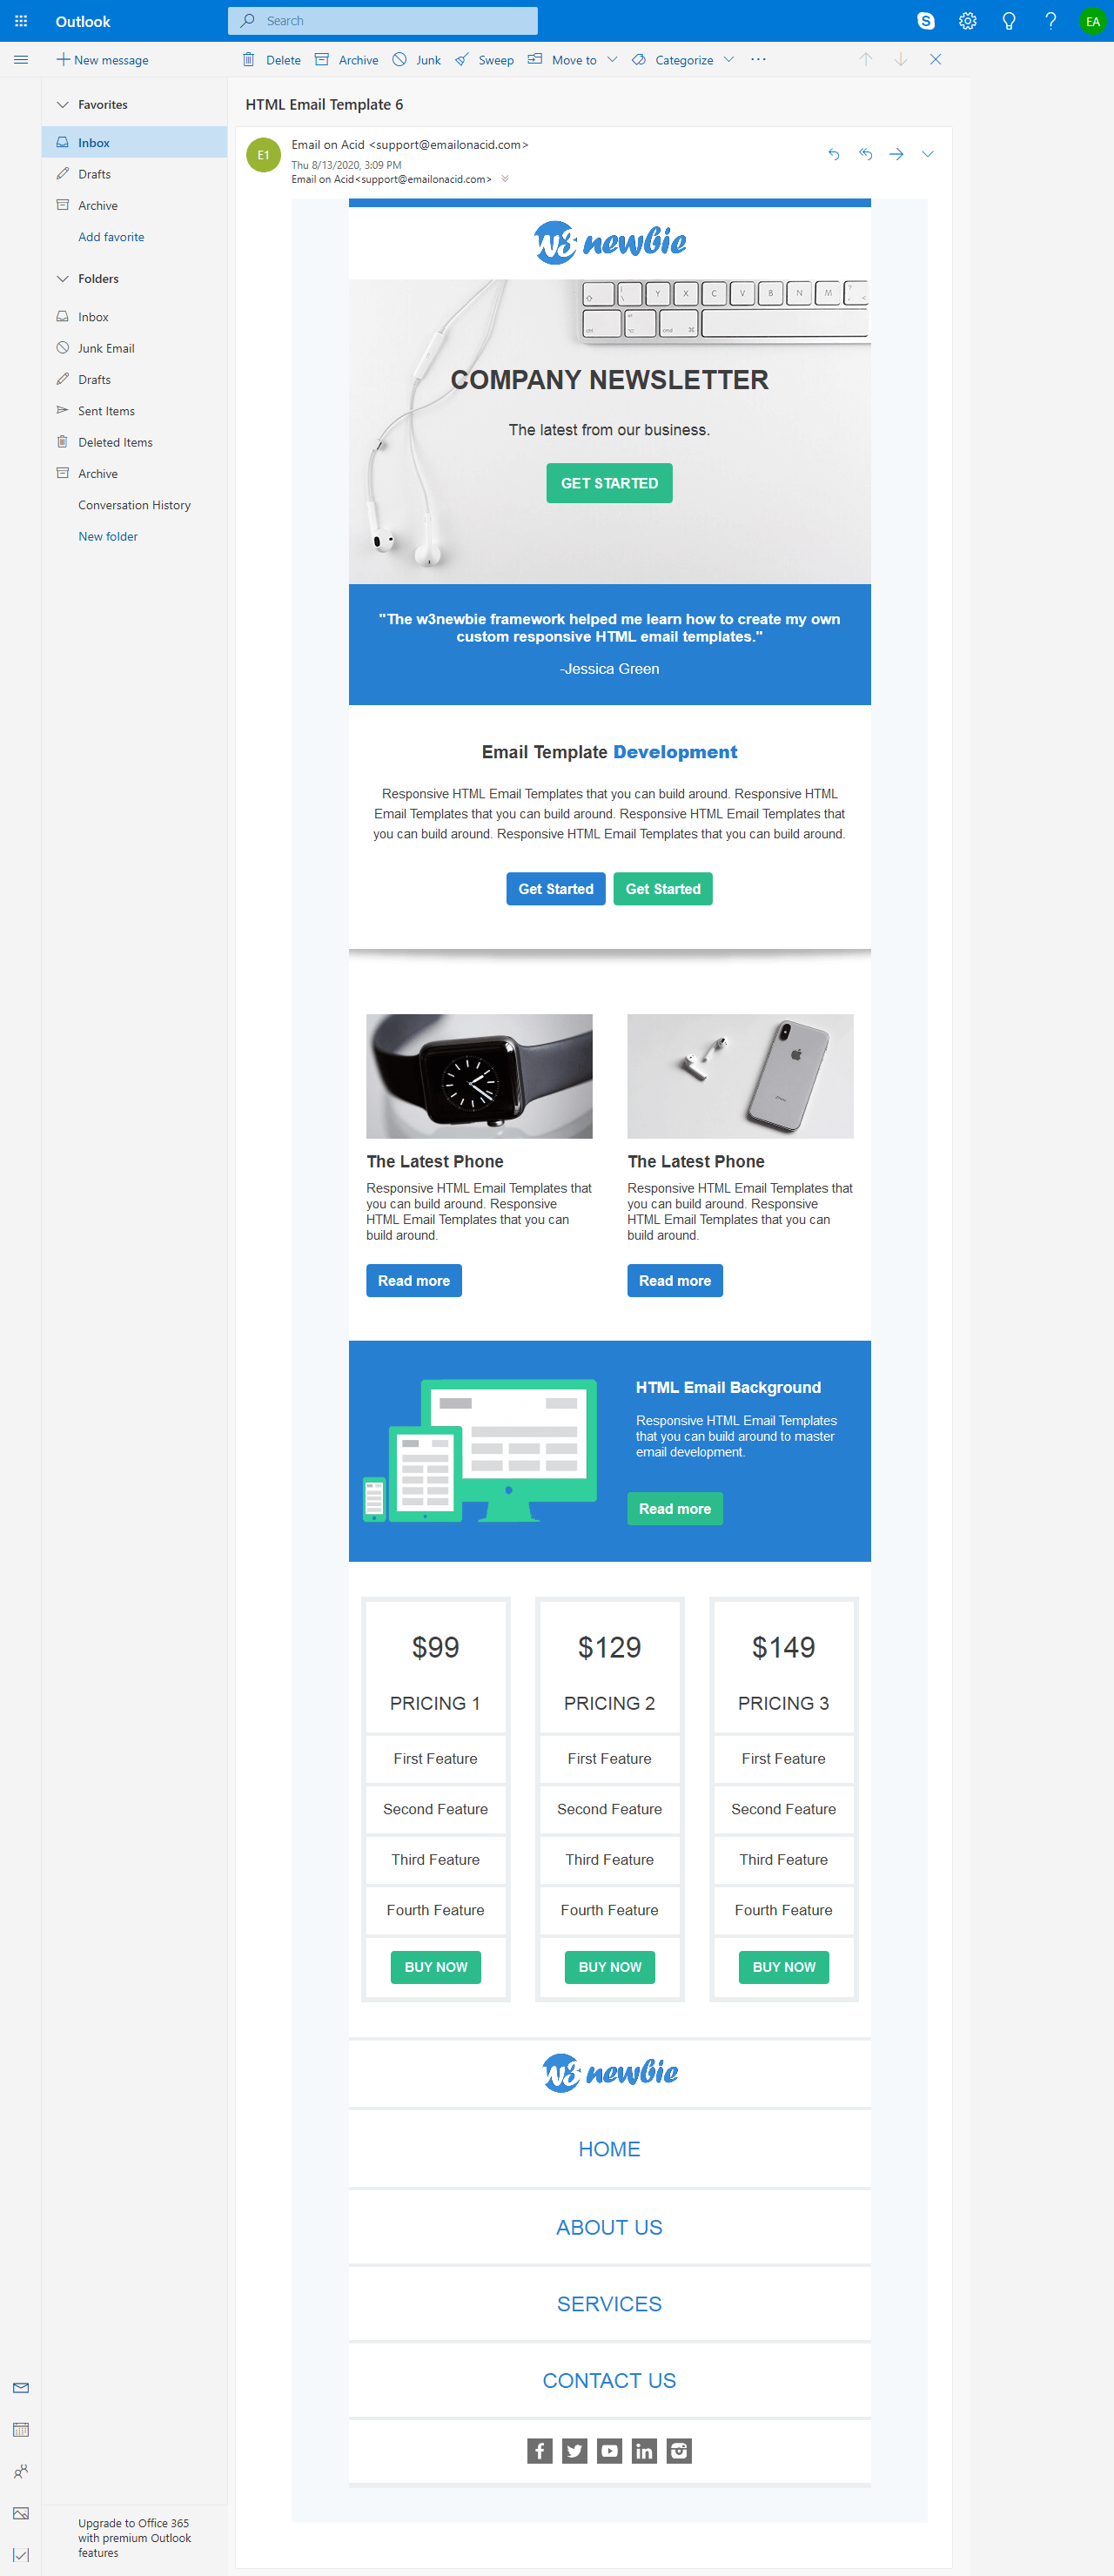 Outlook
Search
EA
New message
Delete
Archive
Junk
Sweep
Move to
Categorize
Favorites
Inbox
Drafts
Archive
Add favorite
Folders
Inbox
Junk Email
Drafts
Sent Items
Deleted Items
Archive
Conversation History
New folder
HTML Email Template 6
E1
Email on Acid <support@emailonacid.com>
Thu 8/13/2020, 3:09 PM
Email on Acid<support@emailonacid.com>
w3 newbie
Y X C V B N M
COMPANY NEWSLETTER
The latest from our business.
GET STARTED
"The w3newbie framework helped me learn how to create my own
custom responsive HTML email templates."
-Jessica Green
Email Template Development
Responsive HTML Email Templates that you can build around. Responsive HTML
Email Templates that you can build around. Responsive HTML Email Templates that
you can build around. Responsive HTML Email Templates that you can build around.
Get Started
Get Started
The Latest Phone
Responsive HTML Email Templates that
you can build around. Responsive
HTML Email Templates that you can
build around.
Read more
The Latest Phone
Responsive HTML Email Templates that
you can build around. Responsive
HTML Email Templates that you can
build around.
Read more
HTML Email Background
Responsive HTML Email Templates
that you can build around to master
email development.
Read more
$99
PRICING 1
First Feature
Second Feature
Third Feature
Fourth Feature
BUY NOW
$129
PRICING 2
First Feature
Second Feature
Third Feature
Fourth Feature
BUY NOW
$149
PRICING 3
First Feature
Second Feature
Third Feature
Fourth Feature
BUY NOW
w3 newbie
HOME
ABOUT US
SERVICES
CONTACT US
Upgrade to Office 365
with premium Outlook
features